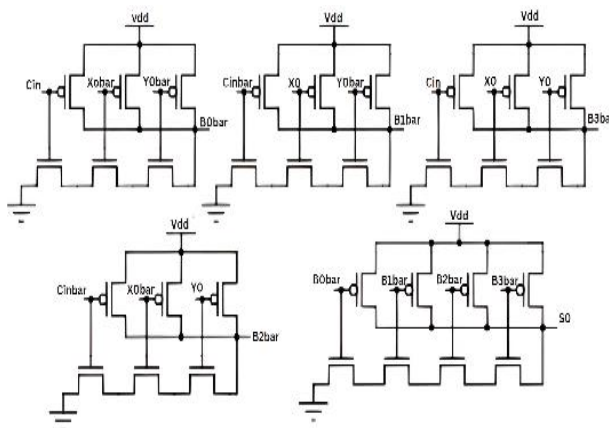 vdd vdd Vdd
Cin X0bar Y0bar Cinbar X0 Y0bar Cin X0 Y0
B0bar B1bar B3bar
Vdd Vdd
Cinbar X0bar Y0 B0bar B1bar B2bar B3bar
B2bar S0